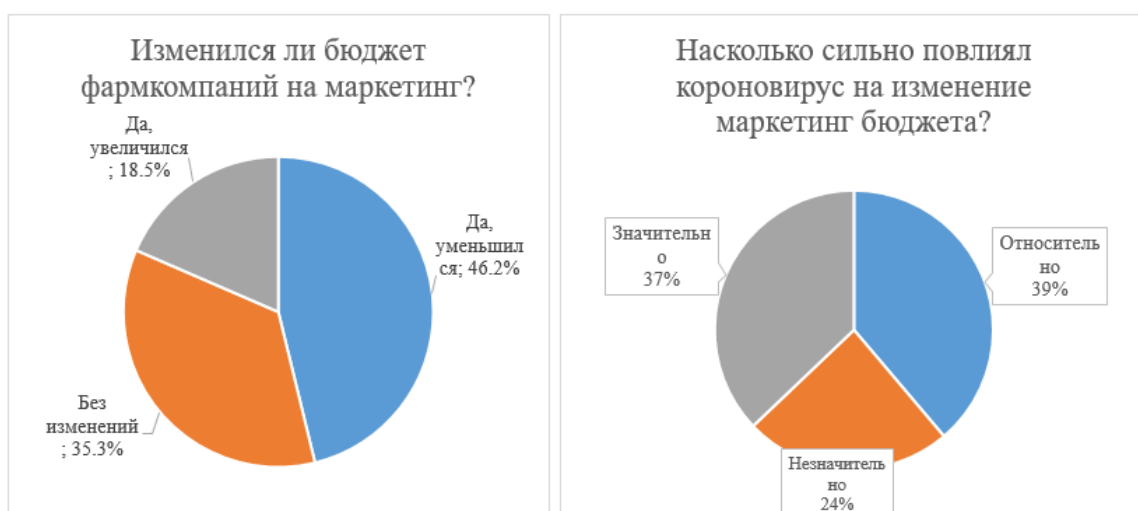 Изменился ли бюджет
фармкомпаний на маркетинг?
Да,
увеличился
; 18.5%
Да,
уменьшил
ся; 46.2%
Без
изменений
; 35.3%
Насколько сильно повлиял
короновирус на изменение
маркетинг бюджета?
Значительн
о
37%
Относитель
но
39%
Незначитель
но
24%